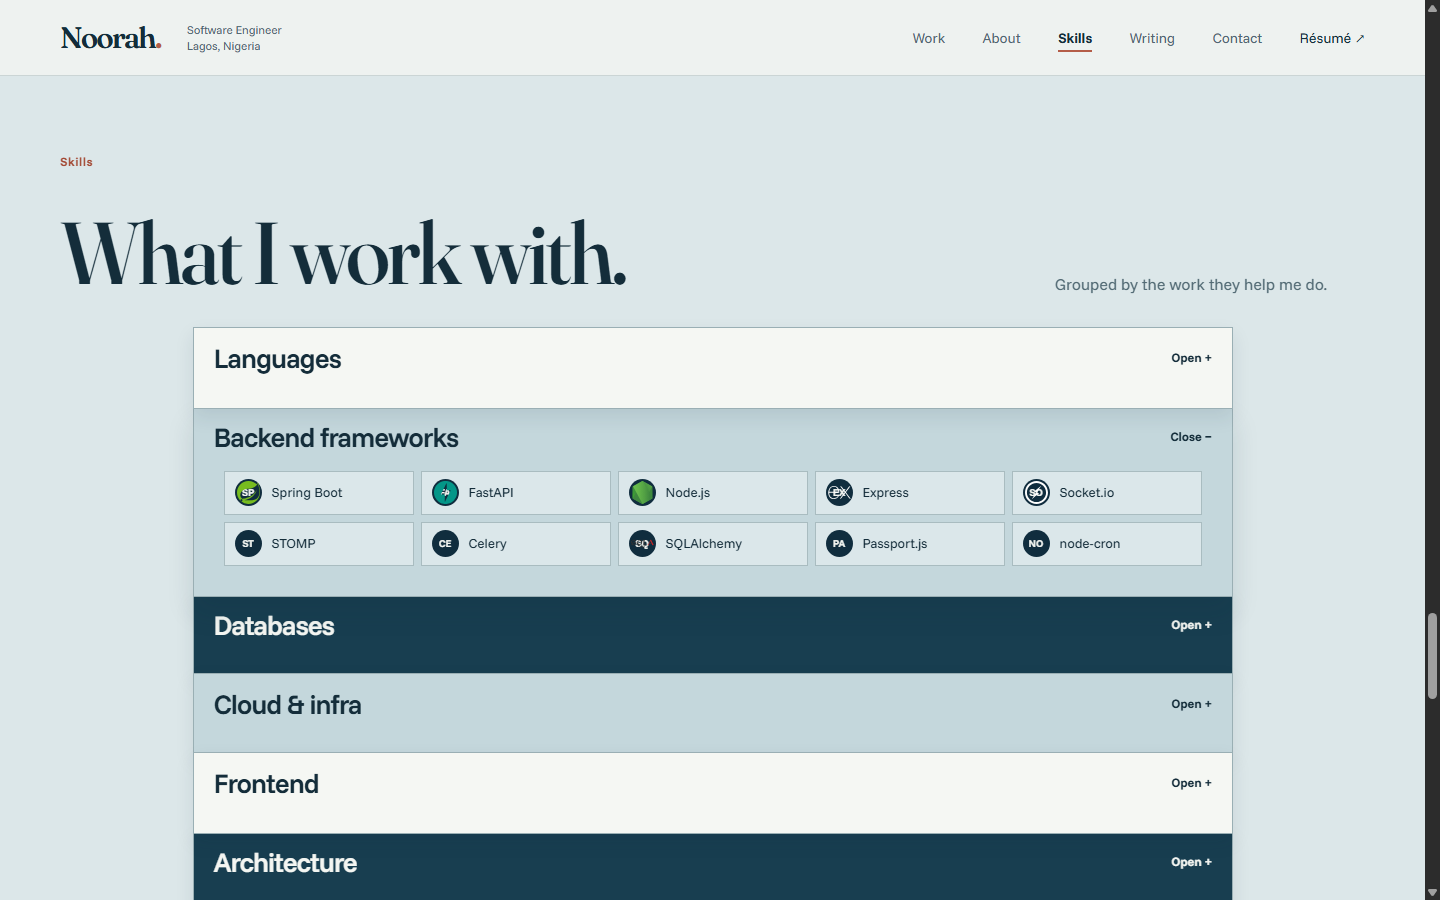 Noorah.
Software Engineer
Lagos, Nigeria
Work
About
Skills
Writing
Contact
Résumé ↗
Skills
What I work with.
Grouped by the work they help me do.
Languages
Open +
Backend frameworks
Close −
SP Spring Boot
FastAPI
Node.js
EX Express
SO Socket.io
ST STOMP
CE Celery
SQ SQLAlchemy
PA Passport.js
NO node-cron
Databases
Open +
Cloud & infra
Open +
Frontend
Open +
Architecture
Open +